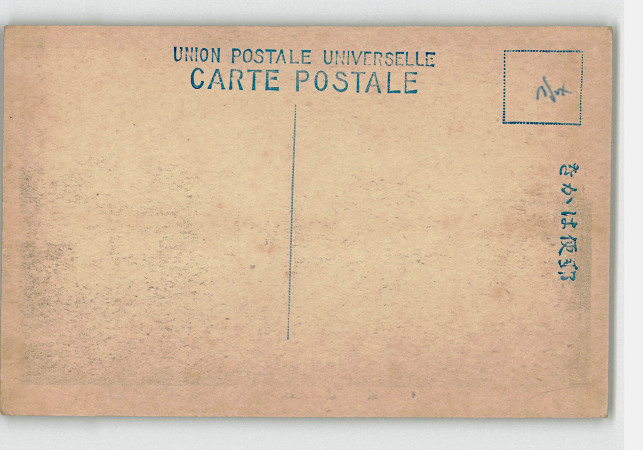 UNION POSTALE UNIVERSELLE
CARTE POSTALE
きかは便郵